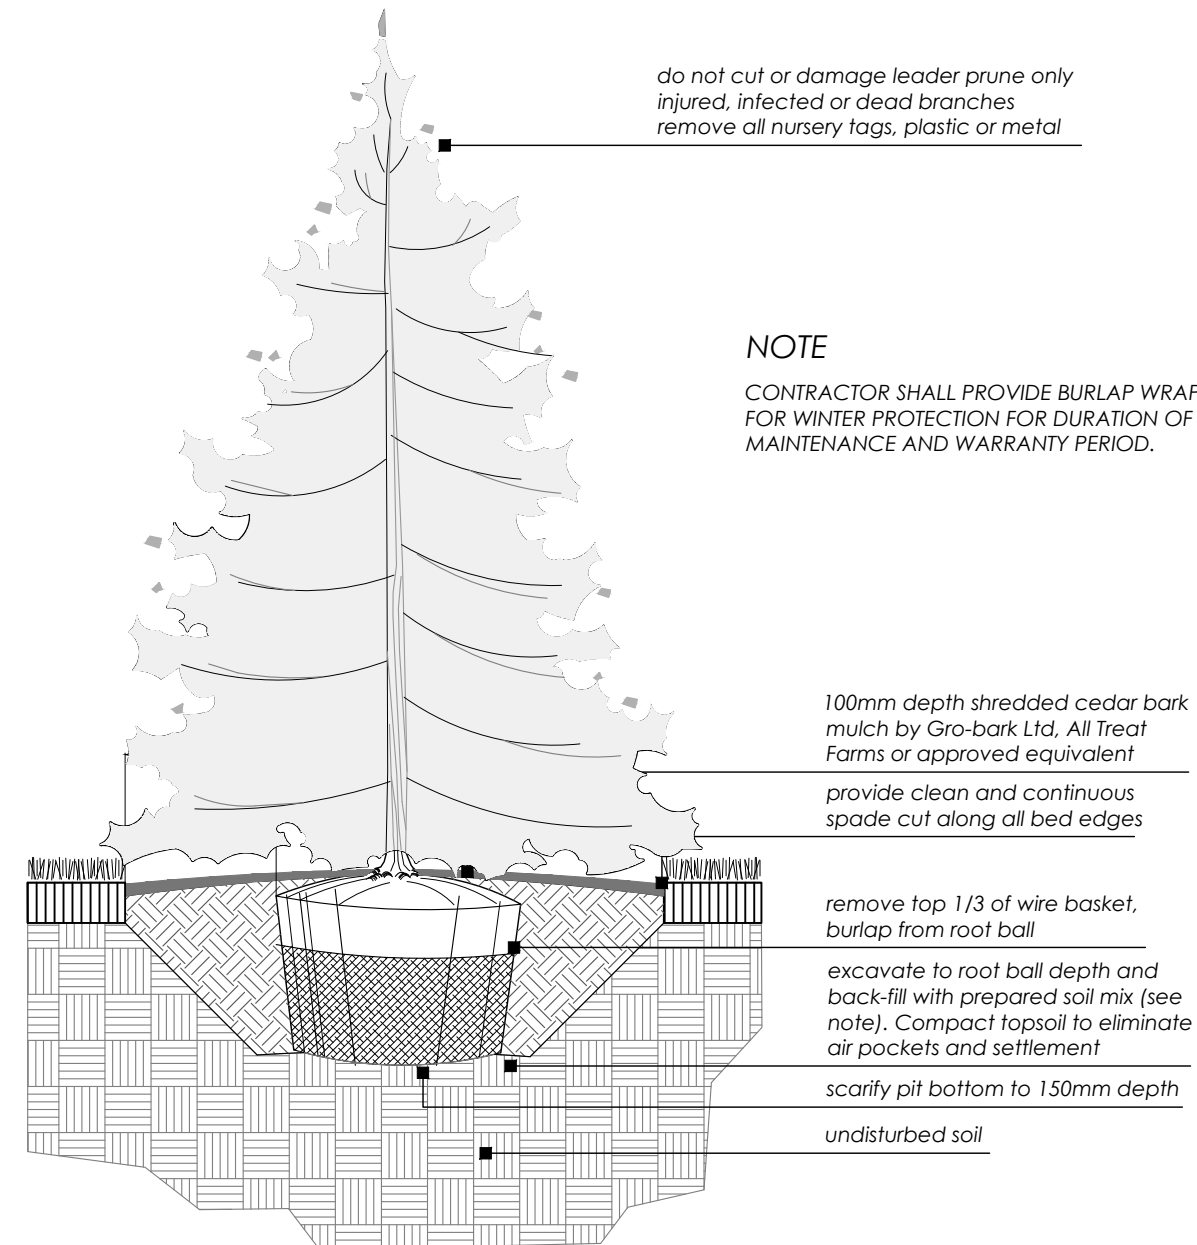 do not cut or damage leader prune only
injured, infected or dead branches
remove all nursery tags, plastic or metal
NOTE
CONTRACTOR SHALL PROVIDE BURLAP WRAP
FOR WINTER PROTECTION FOR DURATION OF
MAINTENANCE AND WARRANTY PERIOD.
100mm depth shredded cedar bark
mulch by Gro-bark Ltd, All Treat
Farms or approved equivalent
provide clean and continuous
spade cut along all bed edges
remove top 1/3 of wire basket,
burlap from root ball
excavate to root ball depth and
back-fill with prepared soil mix (see
note). Compact topsoil to eliminate
air pockets and settlement
scarify pit bottom to 150mm depth
undisturbed soil